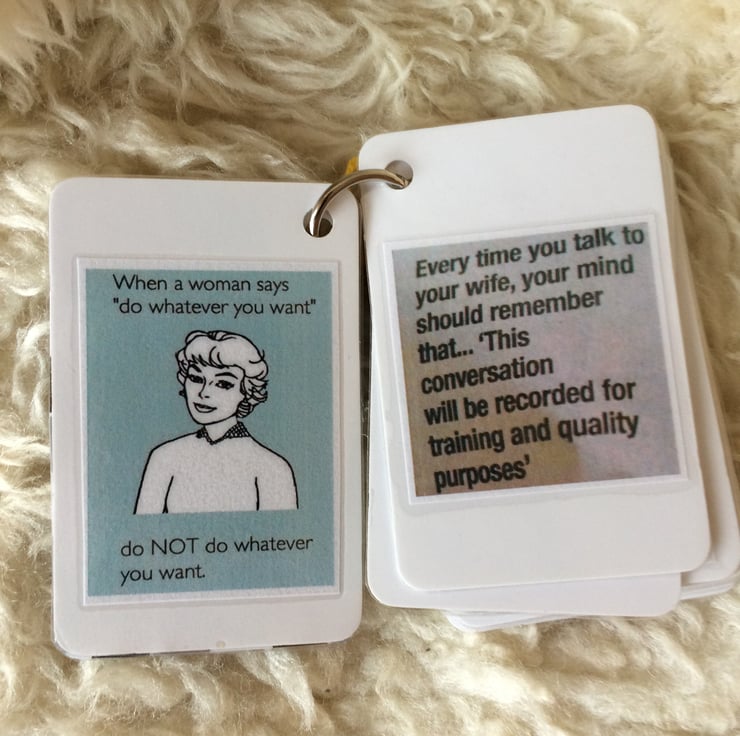 When a woman says
"do whatever you want"
do NOT do whatever
you want.
Every time you talk to
your wife, your mind
should remember
that... ‘This
conversation
will be recorded for
training and quality
purposes’